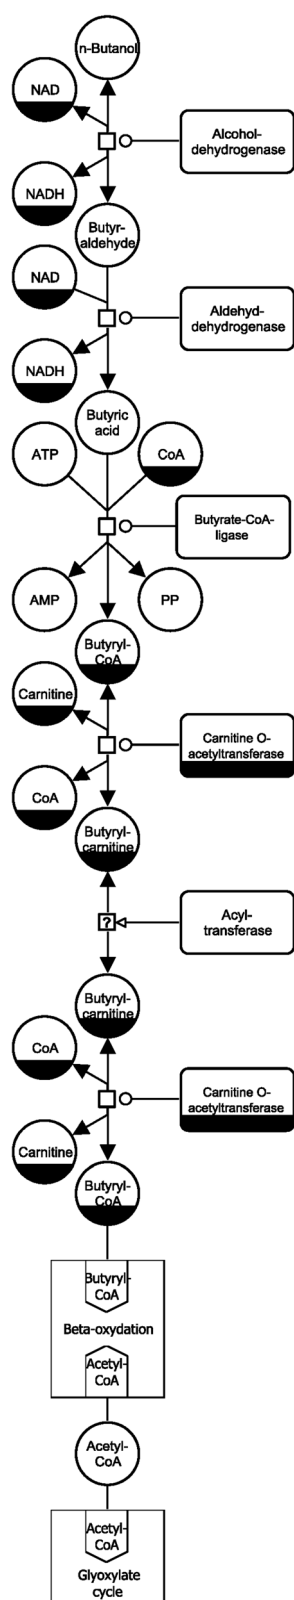 n-Butanol
NAD
Alcohol-
dehydrogenase
NADH
Butyr-
aldehyde
NAD
Aldehyd-
dehydrogenase
NADH
Butyric
acid
ATP
CoA
Butyrate-CoA-
ligase
AMP
PP
Butyryl-
CoA
Carnitine
Carnitine O-
acetyltransferase
CoA
Butyryl-
carnitine
?
Acyl-
transferase
Butyryl-
carnitine
CoA
Carnitine O-
acetyltransferase
Carnitine
Butyryl-
CoA
Butyryl-
CoA
Beta-oxydation
Acetyl-
CoA
Acetyl-
CoA
Acetyl-
CoA
Glyoxylate
cycle